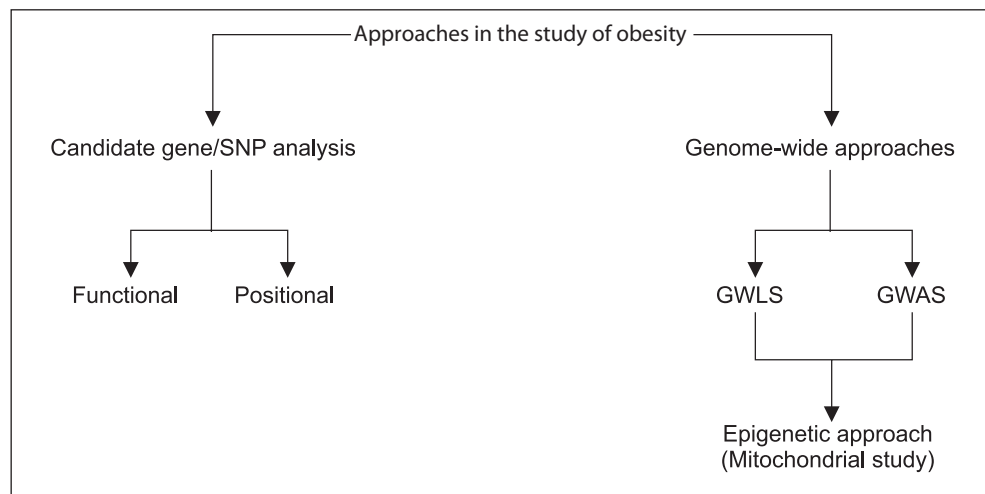 Approaches in the study of obesity
Candidate gene/SNP analysis
Genome-wide approaches
Functional
Positional
GWLS
GWAS
Epigenetic approach
(Mitochondrial study)